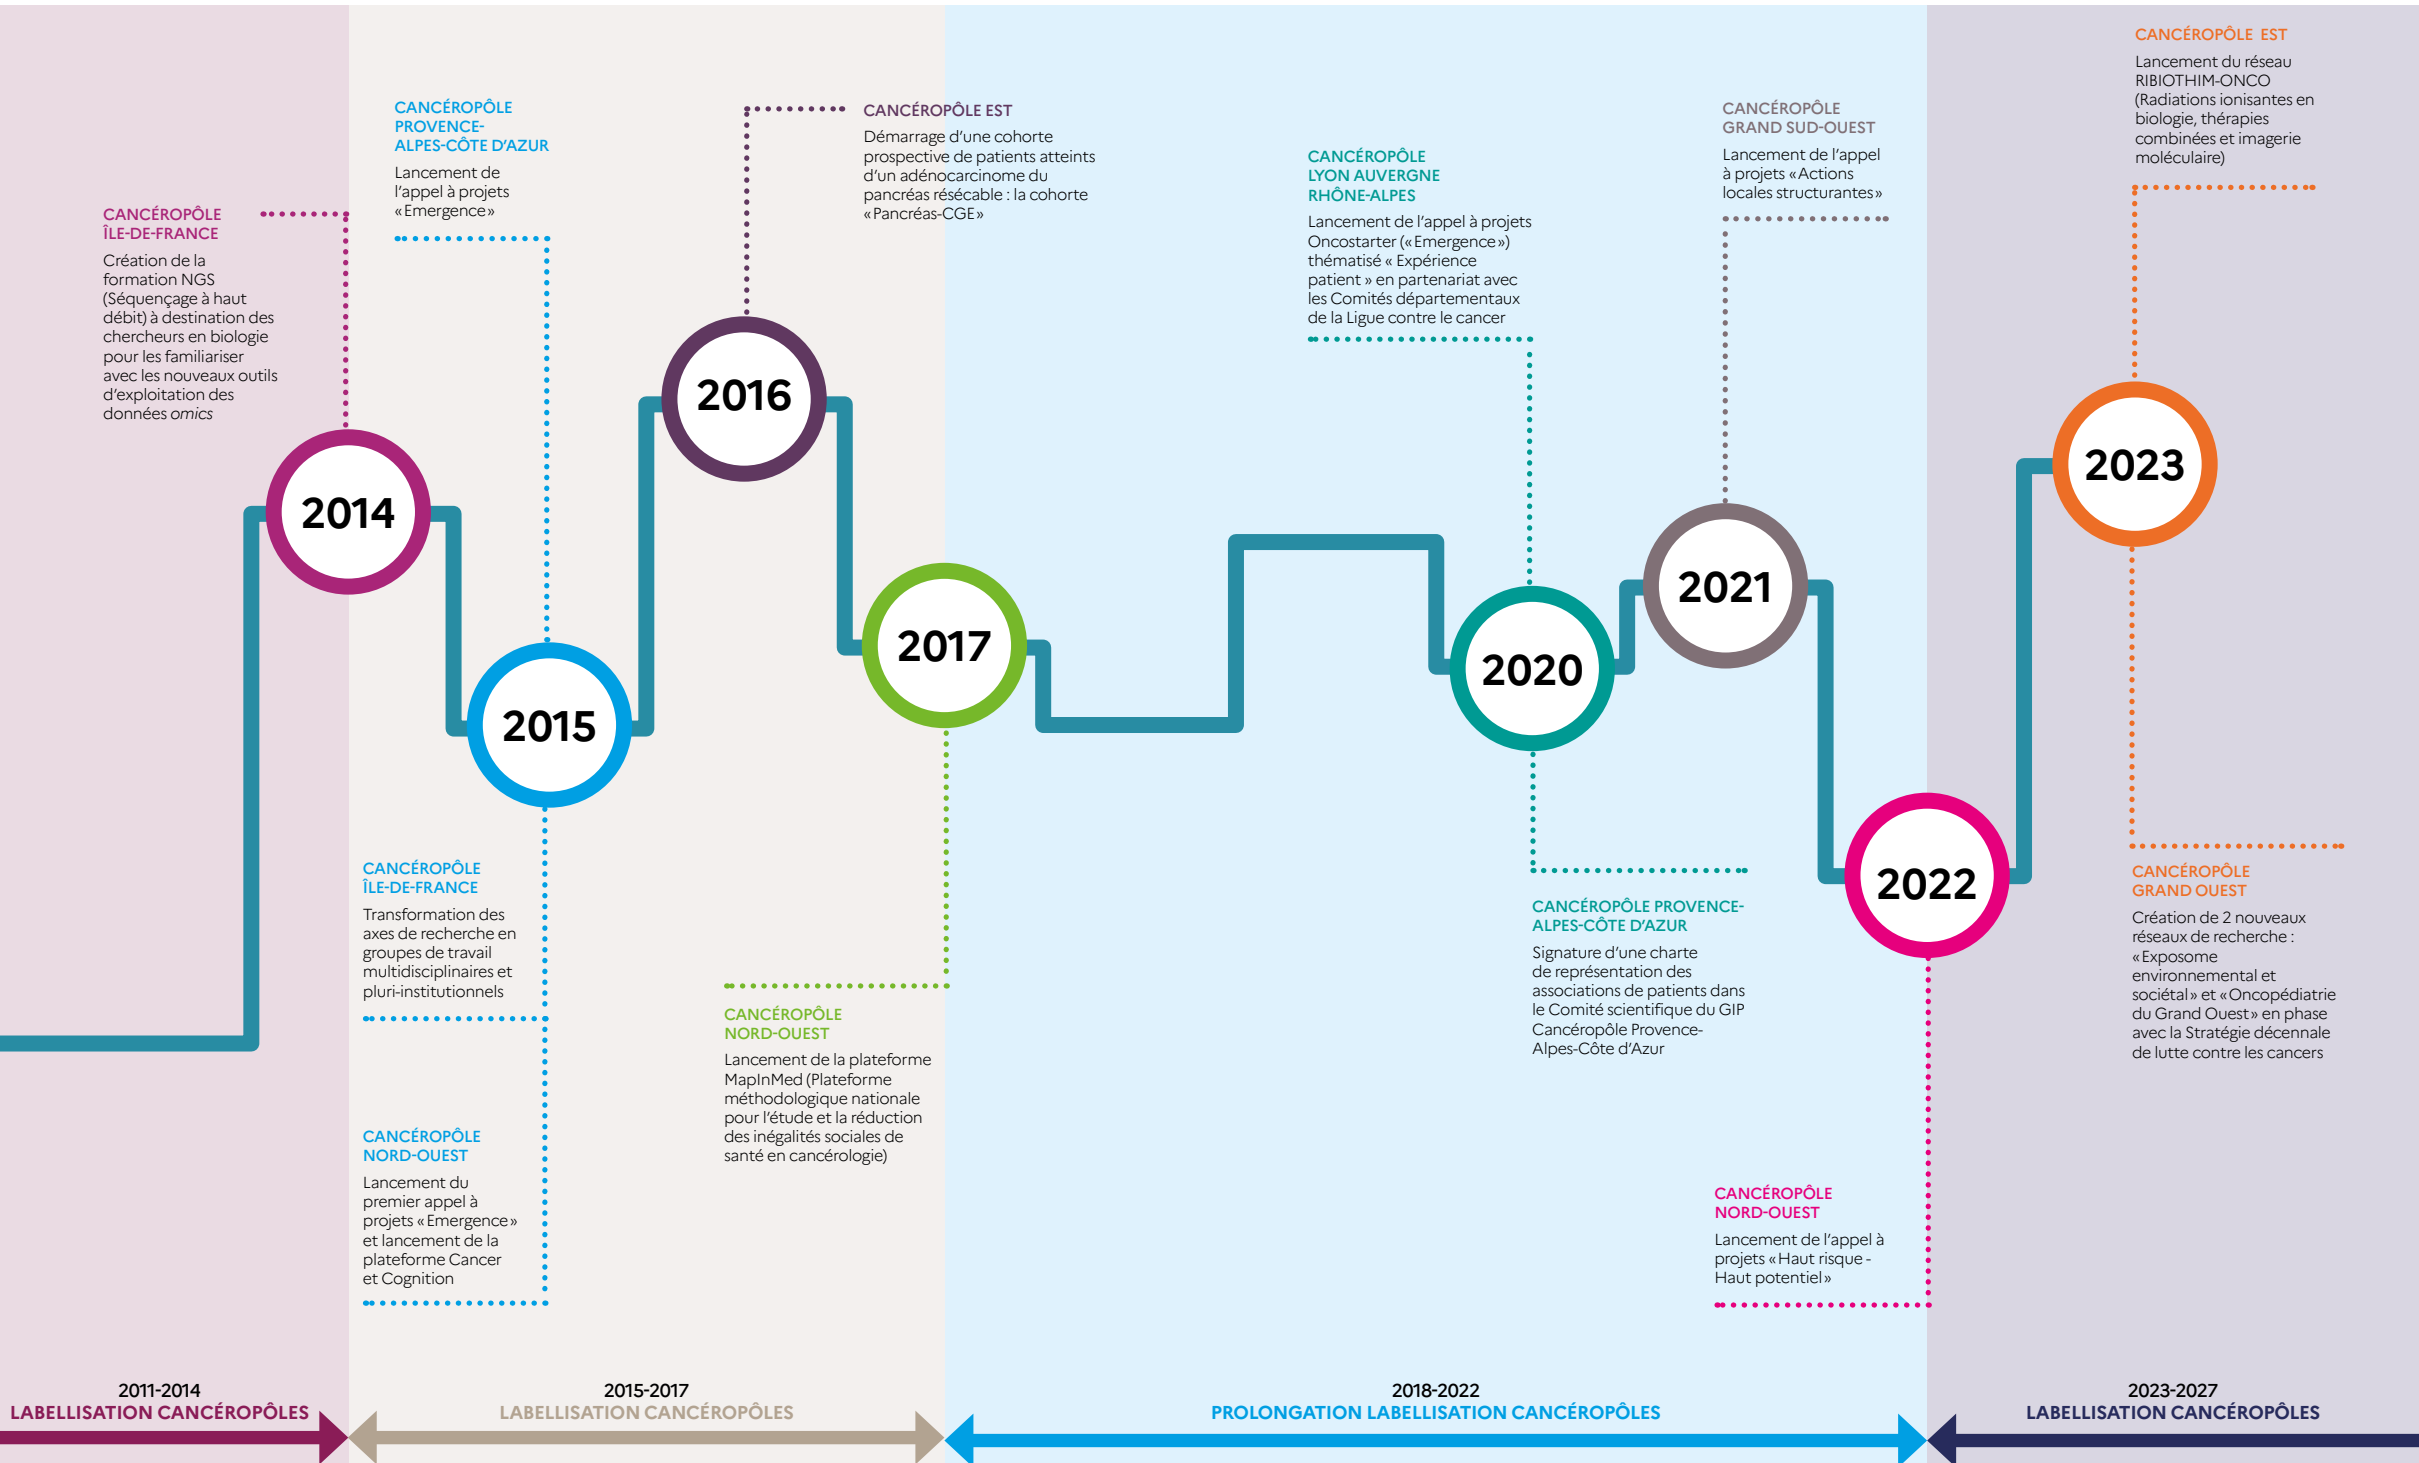 CANCÉROPÔLE
ÎLE-DE-FRANCE
Création de la
formation NGS
(Séquençage à haut
débit) à destination des
chercheurs en biologie
pour les familiariser
avec les nouveaux outils
d'exploitation des
données omics
2014
CANCÉROPÔLE
PROVENCE-
ALPES-CÔTE D'AZUR
Lancement de
l'appel à projets
«Emergence»
2015
CANCÉROPÔLE
ÎLE-DE-FRANCE
Transformation des
axes de recherche en
groupes de travail
multidisciplinaires et
pluri-institutionnels
CANCÉROPÔLE
NORD-OUEST
Lancement du
premier appel à
projets «Emergence»
et lancement de la
plateforme Cancer
et Cognition
CANCÉROPÔLE EST
Démarrage d'une cohorte
prospective de patients atteints
d'un adénocarcinome du
pancréas résécable : la cohorte
«Pancréas-CGE»
2016
2017
CANCÉROPÔLE
NORD-OUEST
Lancement de la plateforme
MapInMed (Plateforme
méthodologique nationale
pour l'étude et la réduction
des inégalités sociales de
santé en cancérologie)
CANCÉROPÔLE
LYON AUVERGNE
RHÔNE-ALPES
Lancement de l'appel à projets
Oncostarter («Emergence»)
thématisé « Expérience
patient » en partenariat avec
les Comités départementaux
de la Ligue contre le cancer
2020
CANCÉROPÔLE PROVENCE-
ALPES-CÔTE D'AZUR
Signature d'une charte
de représentation des
associations de patients dans
le Comité scientifique du GIP
Cancéropôle Provence-
Alpes-Côte d'Azur
CANCÉROPÔLE
GRAND SUD-OUEST
Lancement de l'appel
à projets «Actions
locales structurantes»
2021
2022
CANCÉROPÔLE
NORD-OUEST
Lancement de l'appel à
projets «Haut risque -
Haut potentiel»
CANCÉROPÔLE EST
Lancement du réseau
RIBIOTHIM-ONCO
(Radiations ionisantes en
biologie, thérapies
combinées et imagerie
moléculaire)
2023
CANCÉROPÔLE
GRAND OUEST
Création de 2 nouveaux
réseaux de recherche :
«Exposome
environnemental et
sociétal» et «Oncopédiatrie
du Grand Ouest» en phase
avec la Stratégie décennale
de lutte contre les cancers
2011-2014
LABELLISATION CANCÉROPÔLES
2015-2017
LABELLISATION CANCÉROPÔLES
2018-2022
PROLONGATION LABELLISATION CANCÉROPÔLES
2023-2027
LABELLISATION CANCÉROPÔLES